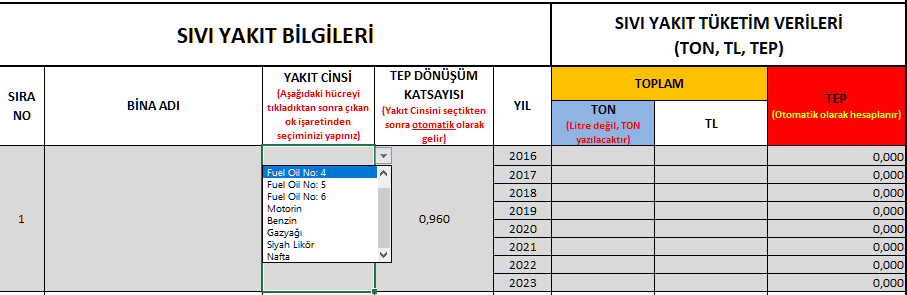 SIVI YAKIT BİLGİLERİ
SIVI YAKIT TÜKETİM VERİLERİ
(TON, TL, TEP)
SIRA
NO
BİNA ADI
YAKIT CİNSİ
(Aşağıdaki hücreyi
tıkladıktan sonra çıkan
ok işaretinden
seçiminizi yapınız)
TEP DÖNÜŞÜM
KATSAYISI
(Yakıt Cinsini seçtikten
sonra otomatik olarak
gelir)
YIL
TOPLAM
TON
(Litre değil, TON
yazılacaktır)
TL
TEP
(Otomatik olarak hesaplanır)
1
Fuel Oil No: 4
Fuel Oil No: 5
Fuel Oil No: 6
Motorin
Benzin
Gazyağı
Siyah Likör
Nafta
0,960
2016 0,000
2017 0,000
2018 0,000
2019 0,000
2020 0,000
2021 0,000
2022 0,000
2023 0,000